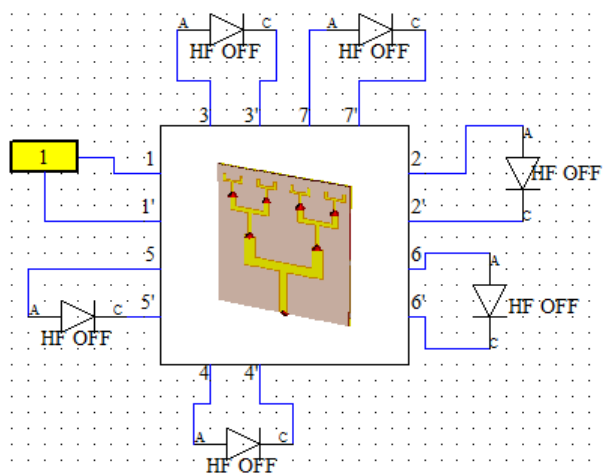 A C A C
HF OFF HF OFF
3 3' 7 7'
1 1 2 A
HF OFF
1' 2' C
5 6 A
A C 5' 6' HF OFF
HF OFF C
4 4'
A C
HF OFF